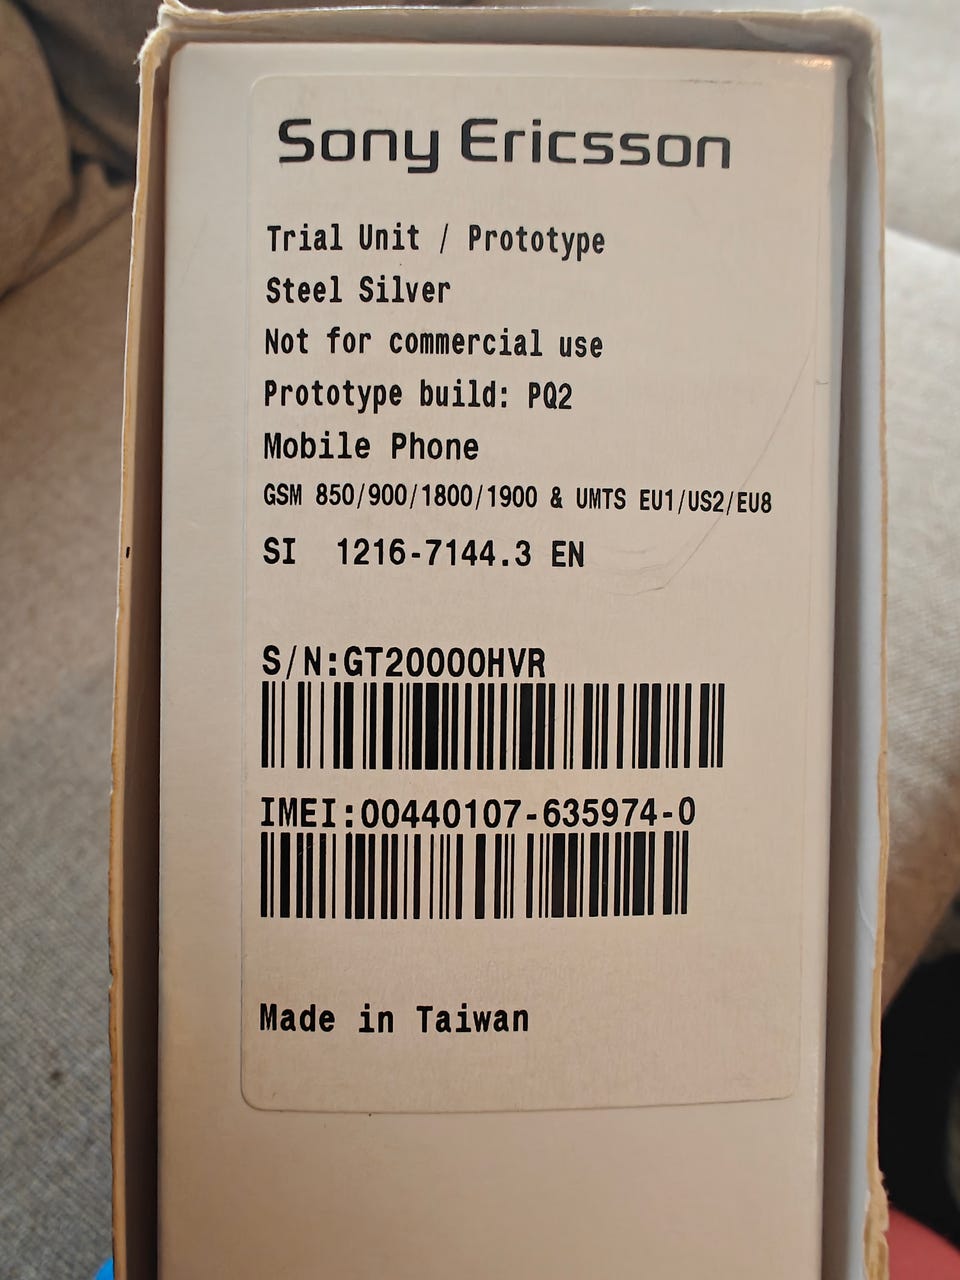 Sony Ericsson
Trial Unit / Prototype
Steel Silver
Not for commercial use
Prototype build: PQ2
Mobile Phone
GSM 850/900/1800/1900 & UMTS EU1/US2/EU8
SI 1216-7144.3 EN
S/N:GT20000HVR
IMEI:00440107-635974-0
Made in Taiwan